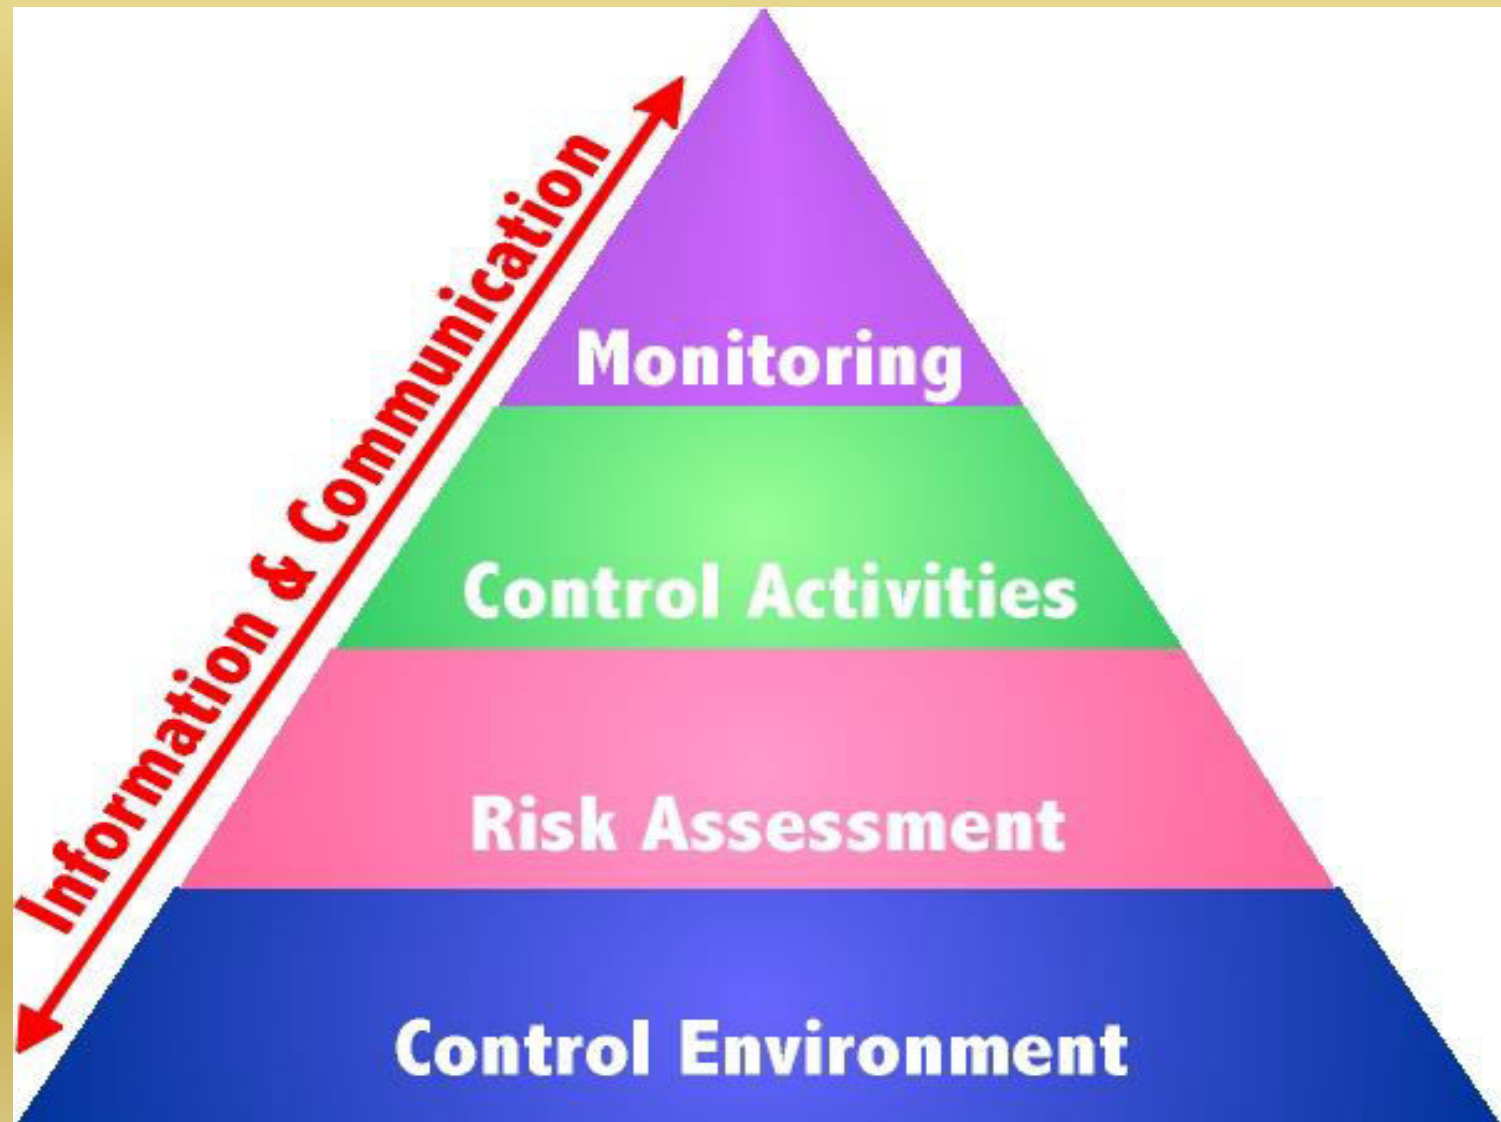 Information & Communication
Monitoring
Control Activities
Risk Assessment
Control Environment